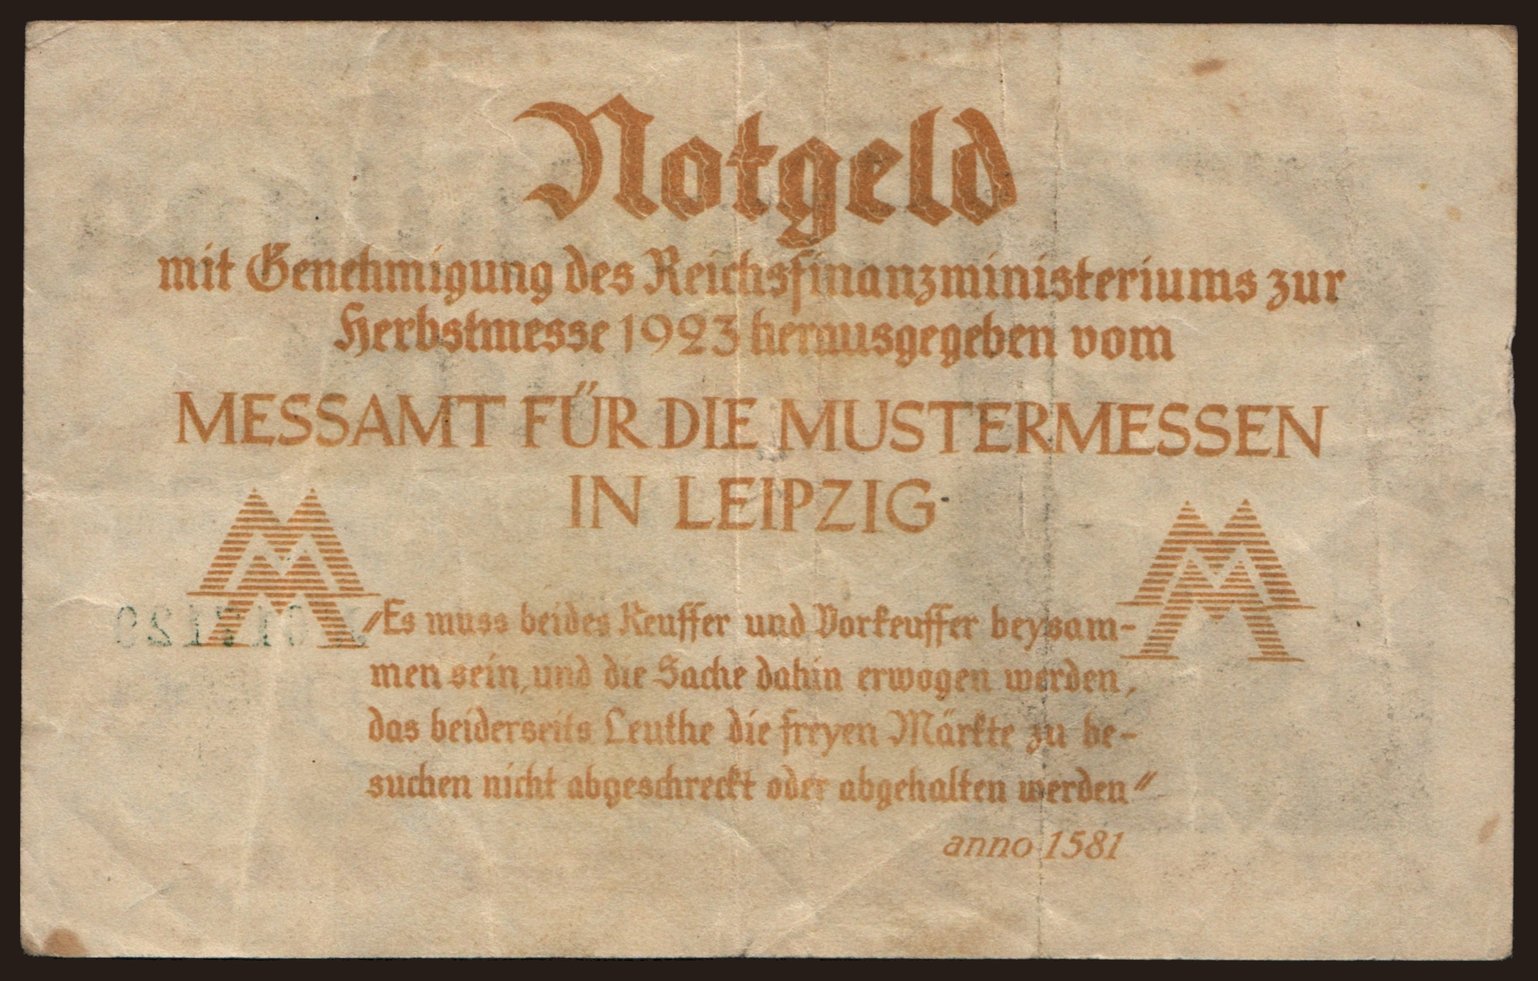 Notgeld
mit Genehmigung des Reichsfinanzministeriums zur
Herbstmesse 1923 herausgegeben vom
MESSAMT FÜR DIE MUSTERMESSEN
IN LEIPZIG
MM
MM
„Es muss beides Keuffer und Vorkeuffer beysam-
men sein, und die Sache dahin erwogen werden,
das beiderseits Leuthe die freyen Märkte zu be-
suchen nicht abgeschreckt oder abgehalten werden"
anno 1581